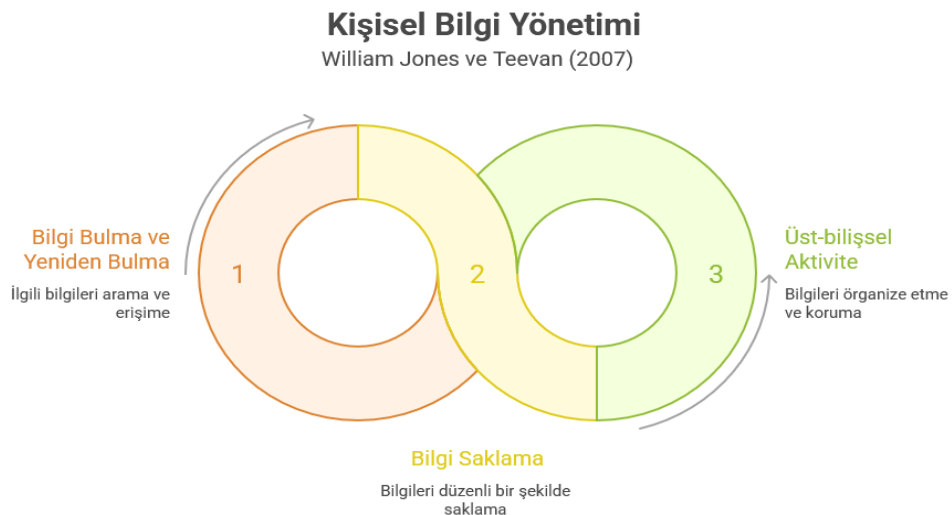 Kişisel Bilgi Yönetimi
William Jones ve Teevan (2007)
Bilgi Bulma ve
Yeniden Bulma
İlgili bilgileri arama ve
erişime
1
2
3
Üst-bilişsel
Aktivite
Bilgileri örganize etme
ve koruma
Bilgi Saklama
Bilgileri düzenli bir şekilde
saklama